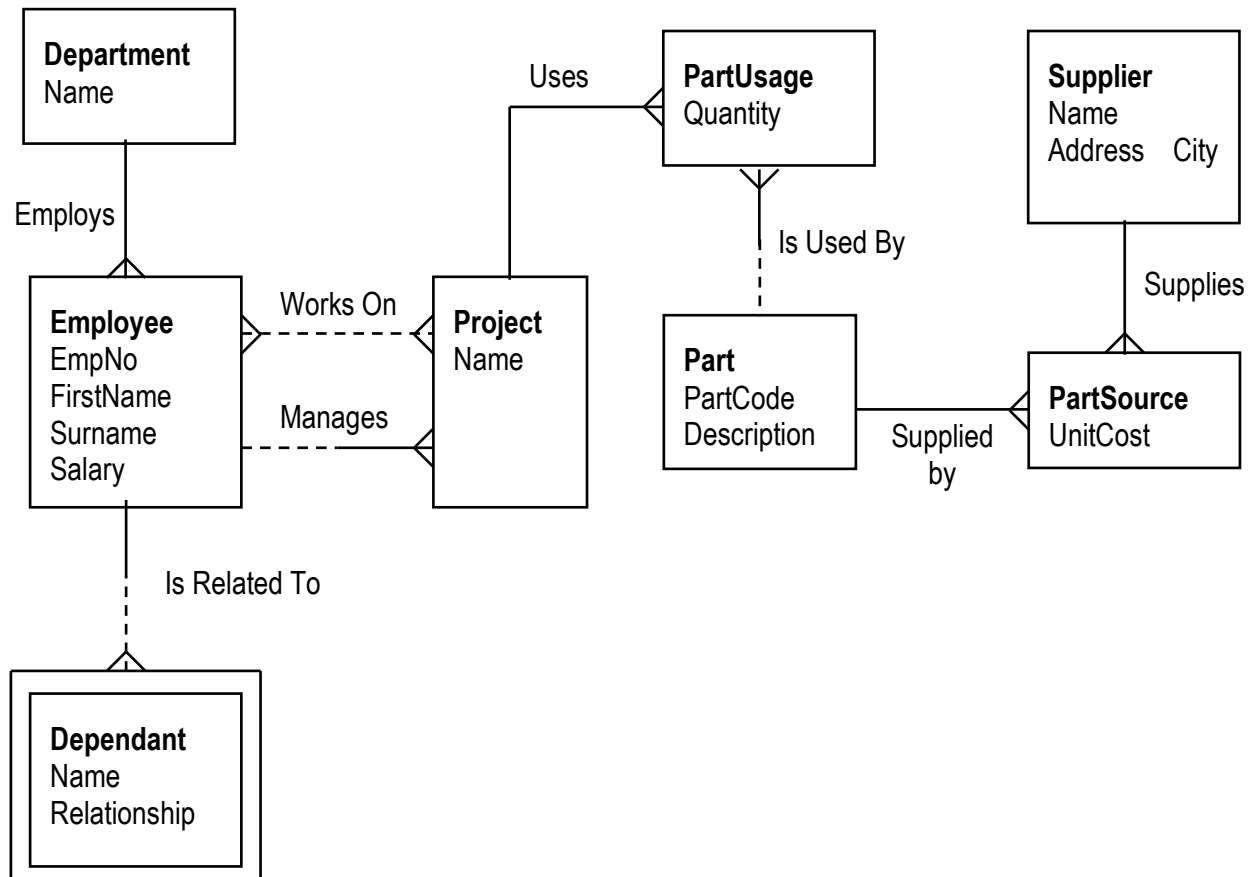 Department
Name
Employs
Employee
EmpNo
FirstName
Surname
Salary
Works On
Manages
Project
Name
Uses
PartUsage
Quantity
Is Used By
Part
PartCode
Description
Supplied
by
Supplier
Name
Address City
Supplies
PartSource
UnitCost
Is Related To
Dependant
Name
Relationship